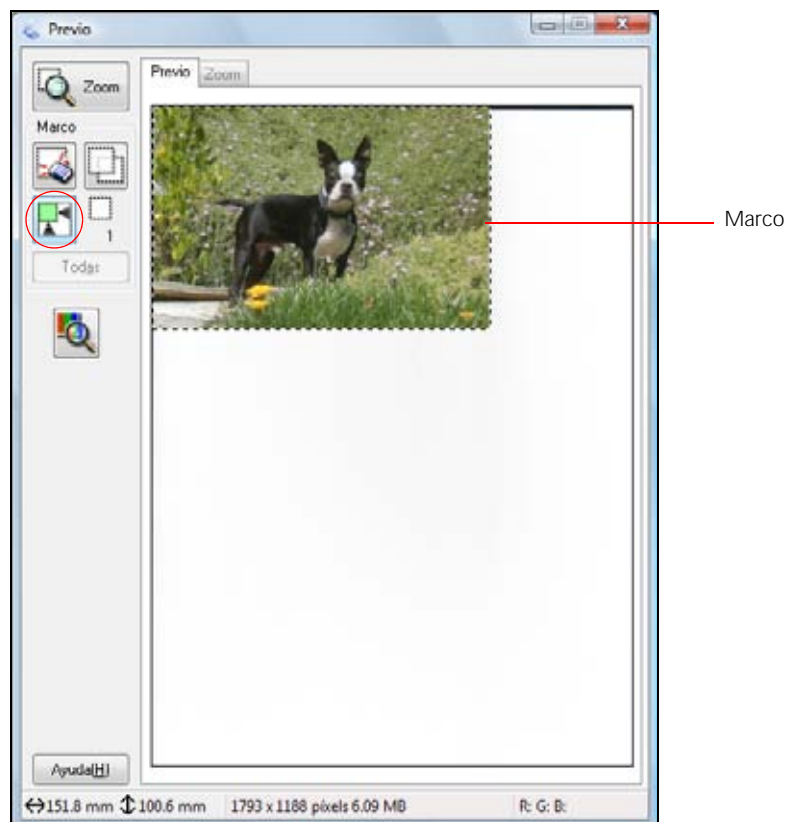 Previo
Zoom
Previo Zoom
Marco
1
Todas
Marco
Ayuda(H)
151.8 mm 100.6 mm 1793 x 1188 píxels 6.09 MB R: G: B: